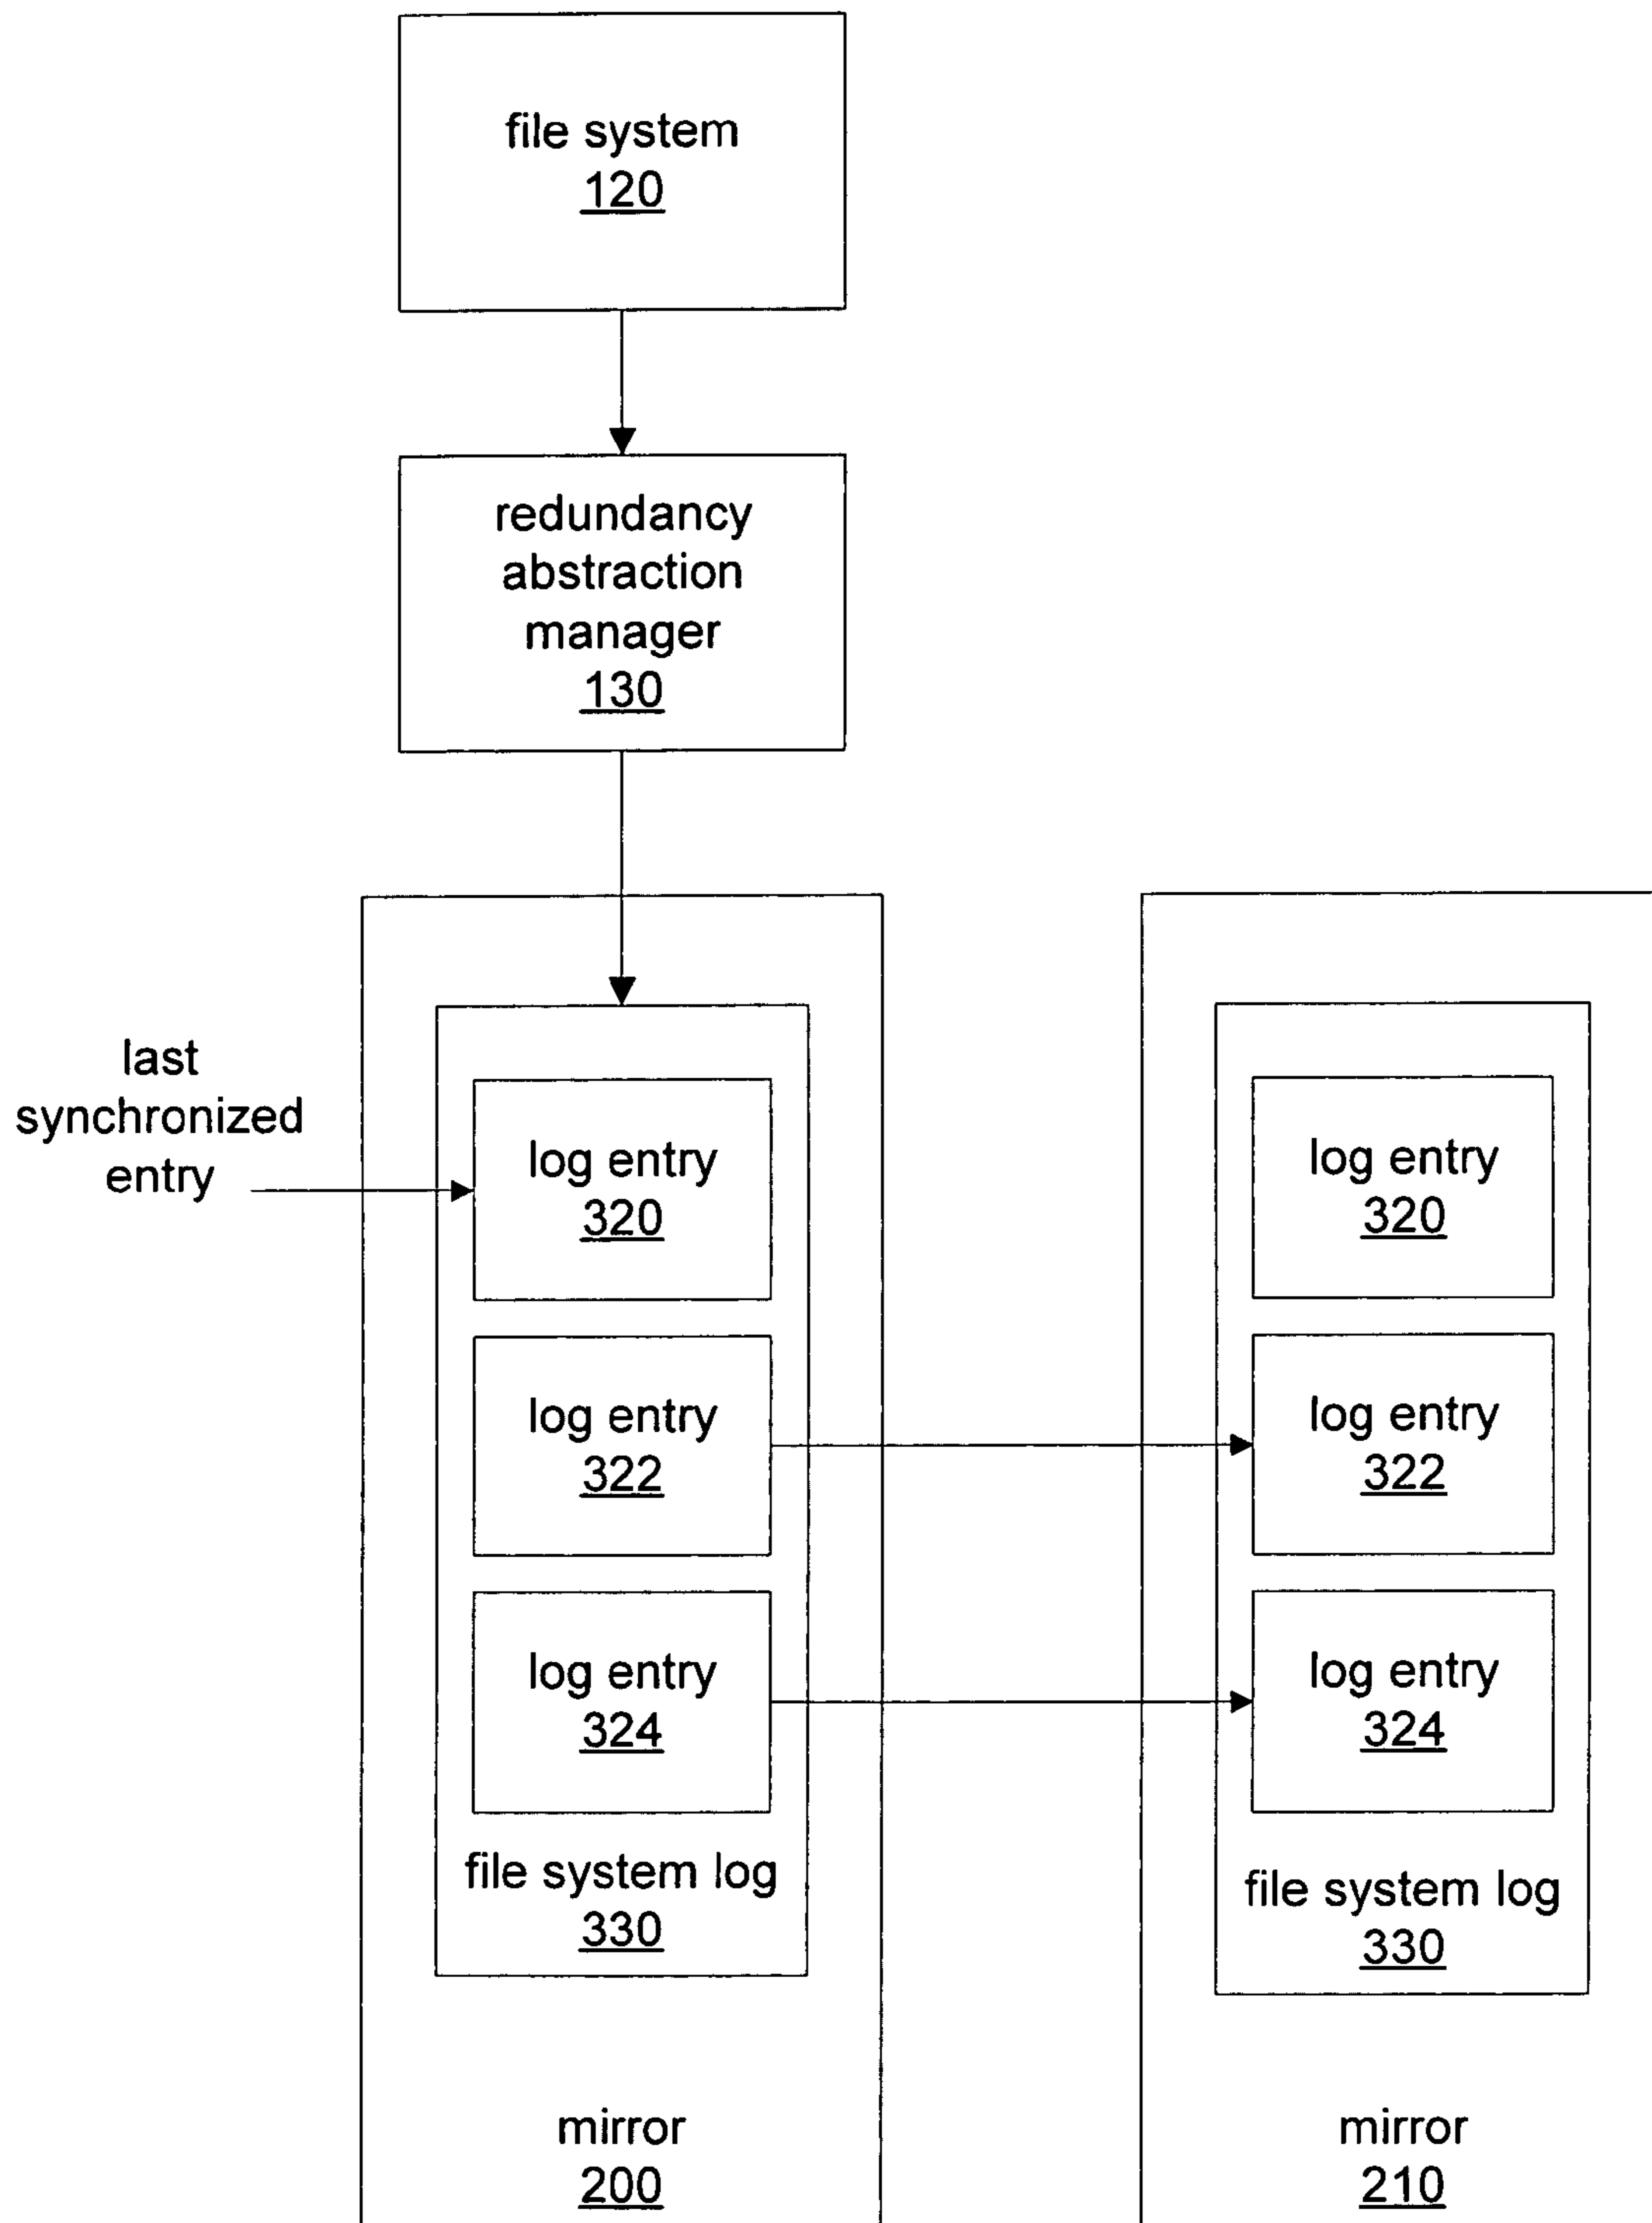 file system
120
redundancy
abstraction
manager
130
last
synchronized
entry
log entry
320
log entry
322
log entry
324
file system log
330
mirror
200
log entry
320
log entry
322
log entry
324
file system log
330
mirror
210